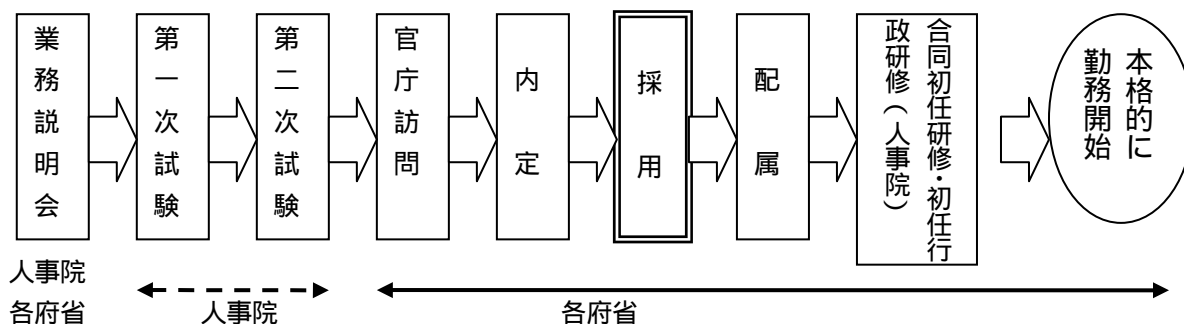 業務説明会
第一次試験
第二次試験
官庁訪問
内定
採用
配属
合同初任研修・初任行
政研修(人事院)
本格的に
勤務開始
人事院
各府省
人事院
各府省